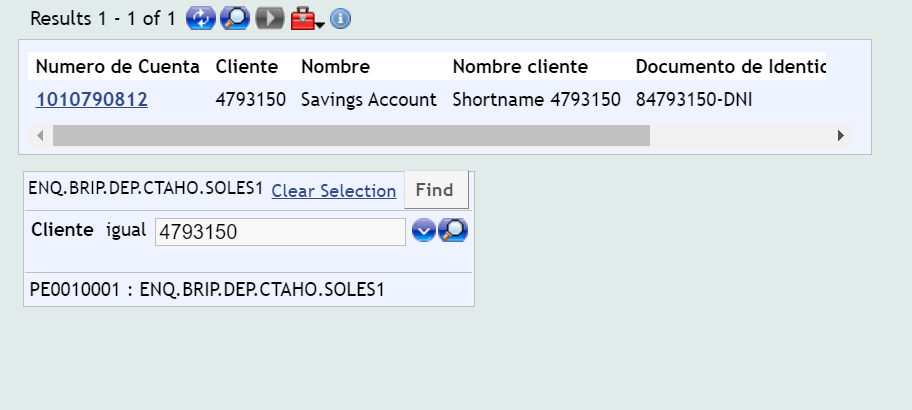 Results 1 - 1 of 1
Numero de Cuenta Cliente Nombre Nombre cliente Documento de Identic
1010790812 4793150 Savings Account Shortname 4793150 84793150-DNI
ENQ.BRIP.DEP.CTAHO.SOLES1 Clear Selection Find
Cliente igual 4793150
PE0010001 : ENQ.BRIP.DEP.CTAHO.SOLES1